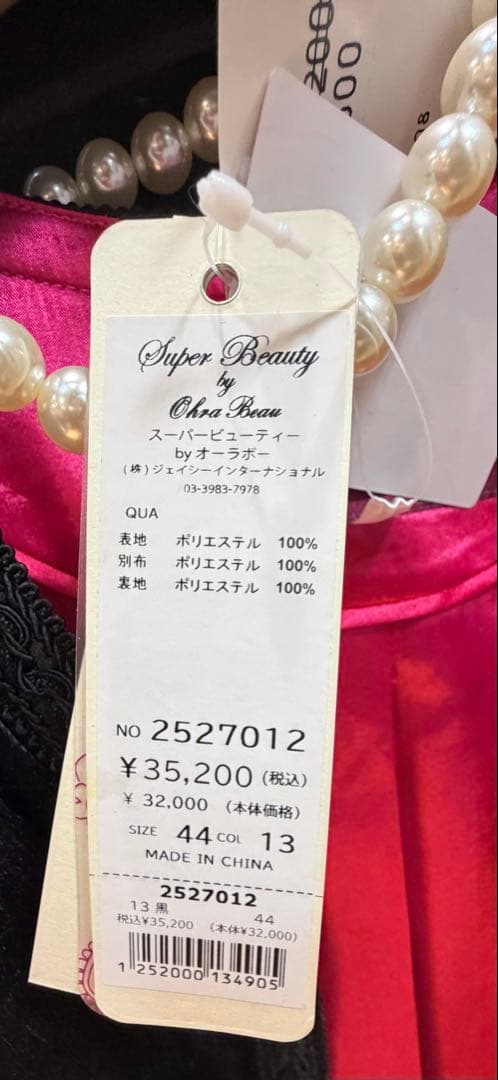 200
500
98
Super Beauty
by
Ohra Beau
スーパービューティー
byオーラボー
(株)ジェイシーインターナショナル
03-3983-7978
QUA
表地 ポリエステル 100%
別布 ポリエステル 100%
裏地 ポリエステル 100%
NO 2527012
¥35,200(税込)
¥ 32,000 (本体価格)
SIZE 44 COL 13
MADE IN CHINA
2527012
13 黒 44
税込¥35,200 (本体¥32,000)
1 252000 134905